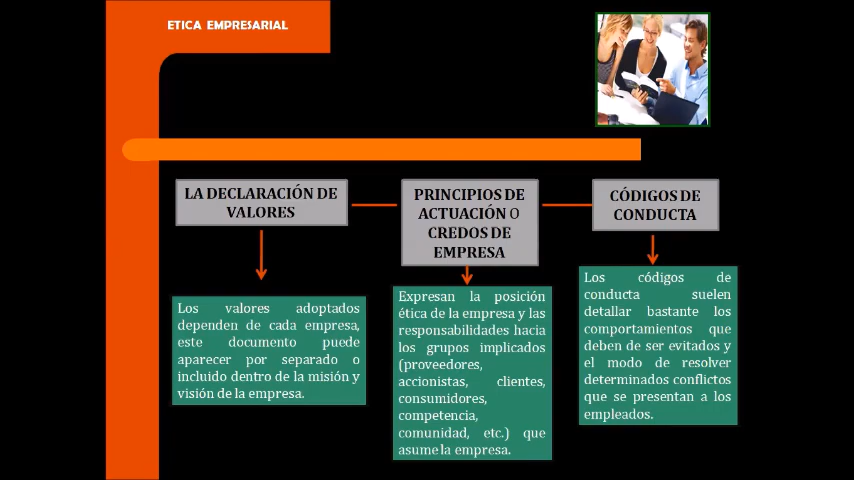 ETICA EMPRESARIAL
LA DECLARACIÓN DE
VALORES
PRINCIPIOS DE
ACTUACIÓN O
CREDOS DE
EMPRESA
CÓDIGOS DE
CONDUCTA
Los valores adoptados
dependen de cada empresa,
este documento puede
aparecer por separado o
incluido dentro de la misión y
visión de la empresa.
Expresan la posición
ética de la empresa y las
responsabilidades hacia
los grupos implicados
(proveedores,
accionistas, clientes,
consumidores,
competencia,
comunidad, etc.) que
asume la empresa.
Los códigos de
conducta suelen
detallar bastante los
comportamientos que
deben de ser evitados y
el modo de resolver
determinados conflictos
que se presentan a los
empleados.